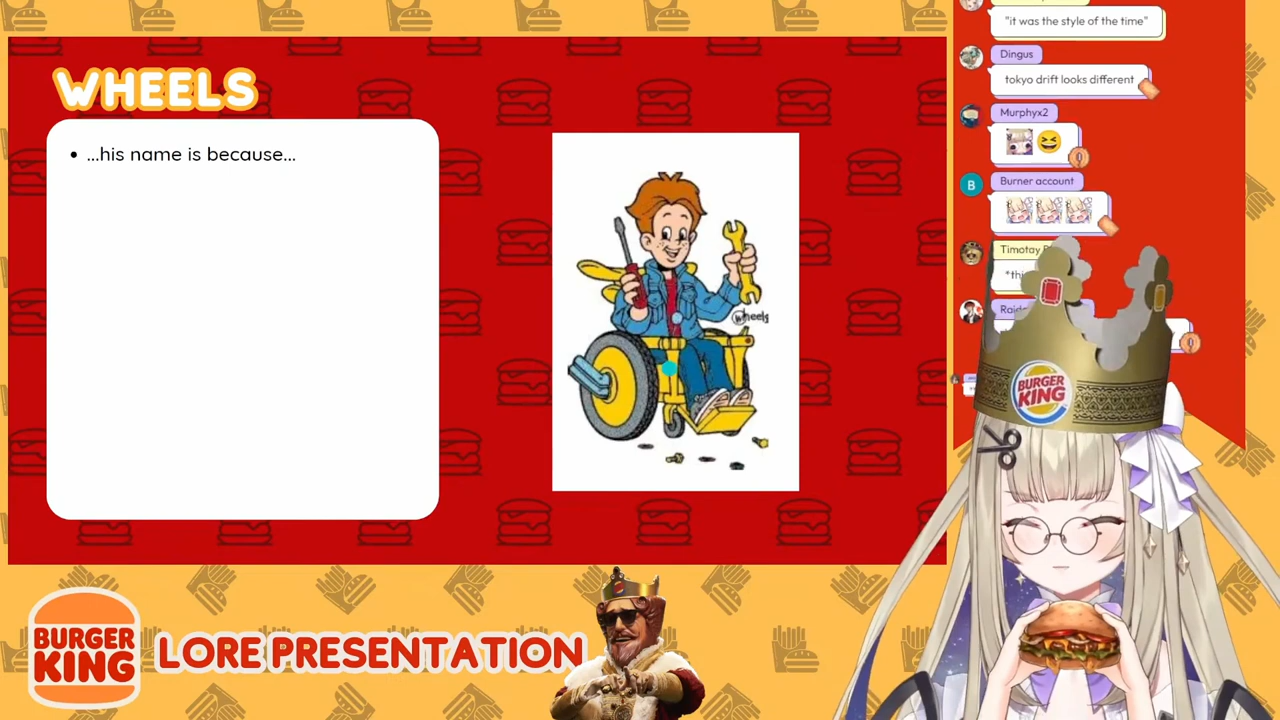 WHEELS
• ...his name is because...
Wheels
"it was the style of the time"
Dingus
tokyo drift looks different
Murphyx2
Burner account
B
Timotay
BURGER
KING
BURGER
KING
LORE PRESENTATION